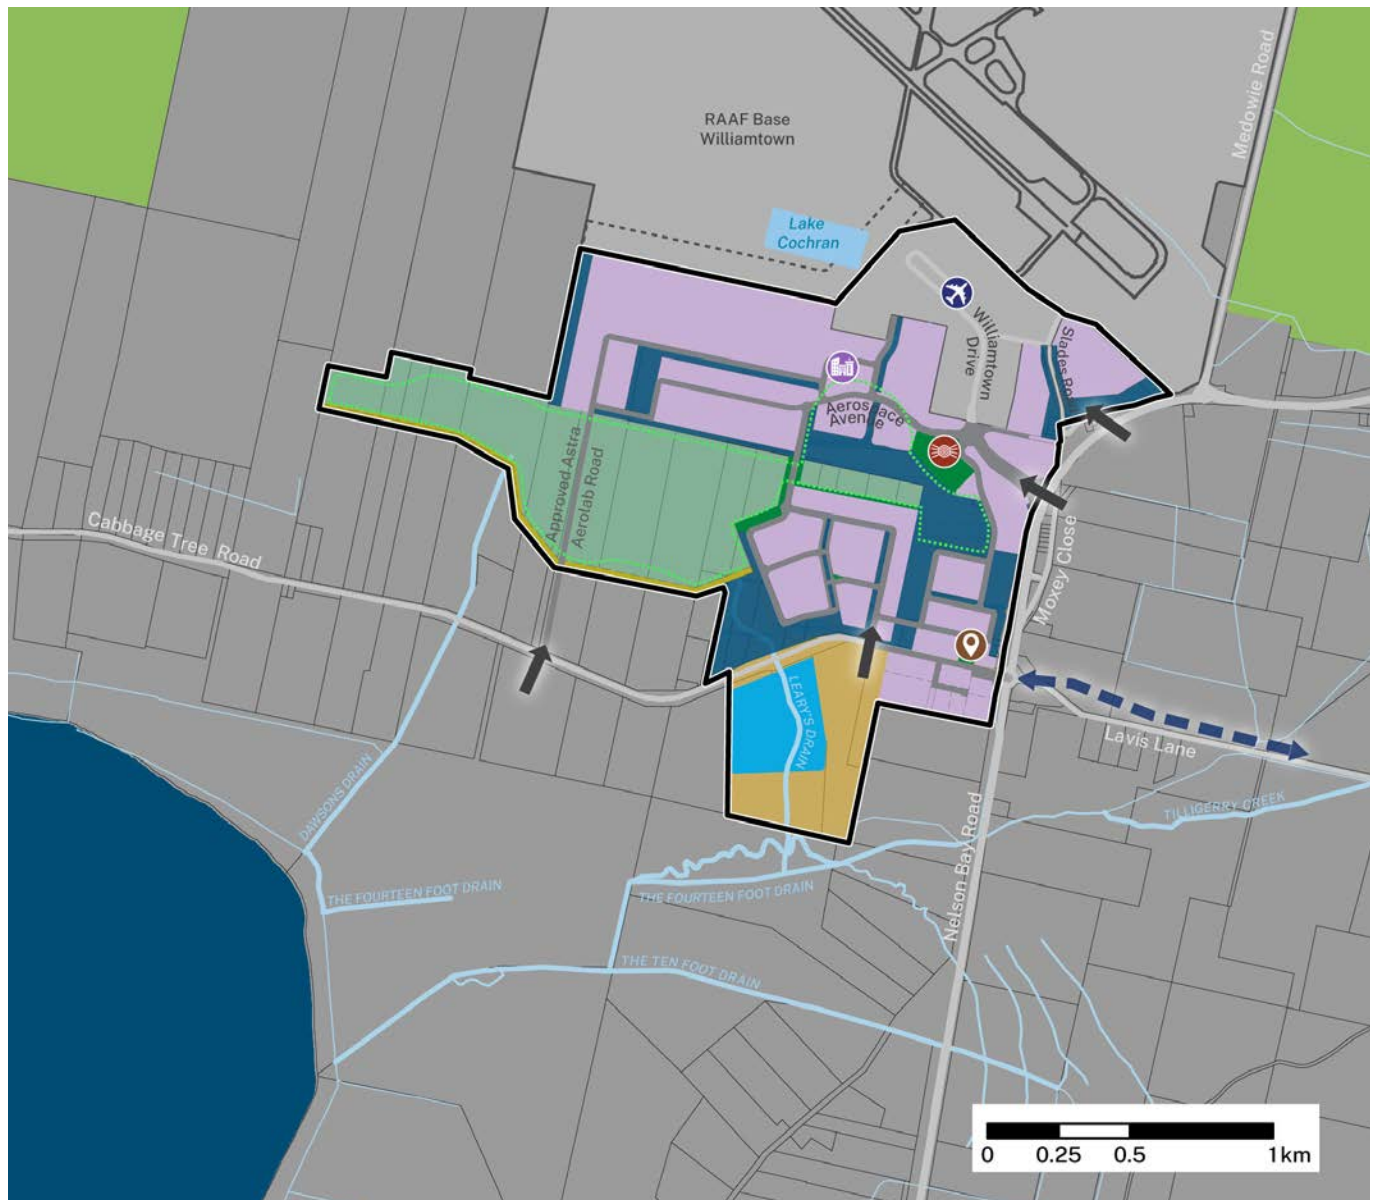 RAAF Base
Williamtown
Medowie Road
Lake
Cochran
Williamtown
Drive
Slades Road
Aerospace
Avenue
Approved Astra
Aerolab Road
Cabbage Tree Road
Moxey Close
LEARY'S DRAIN
Lavis Lane
DAWSONS DRAIN
TILLIGERRY CREEK
THE FOURTEEN FOOT DRAIN
THE FOURTEEN FOOT DRAIN
Nelson Bay Road
THE TEN FOOT DRAIN
0 0.25 0.5 1km